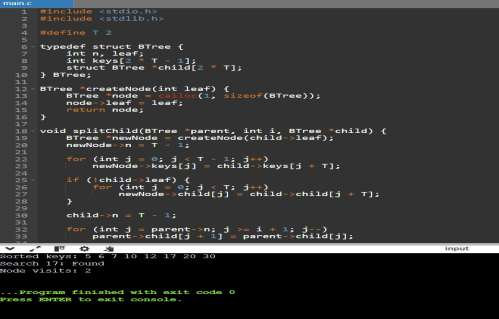 main.c
1 #include <stdio.h>
2 #include <stdlib.h>
3
4 #define T 2
5
6 typedef struct BTree {
7 int n, leaf;
8 int keys[2 * T - 1];
9 struct BTree *child[2 * T];
10 } BTree;
11
12 BTree *createNode(int leaf) {
13 BTree *node = calloc(1, sizeof(BTree));
14 node->leaf = leaf;
15 return node;
16 }
17
18 void splitChild(BTree *parent, int i, BTree *child) {
19 BTree *newNode = createNode(child->leaf);
20 newNode->n = T - 1;
21
22 for (int j = 0; j < T - 1; j++)
23 newNode->keys[j] = child->keys[j + T];
24
25 if (!child->leaf) {
26 for (int j = 0; j < T; j++)
27 newNode->child[j] = child->child[j + T];
28 }
29
30 child->n = T - 1;
31
32 for (int j = parent->n; j >= i + 1; j--)
33 parent->child[j + 1] = parent->child[j];
input
Sorted keys: 5 6 7 10 12 17 20 30
Search 17: Found
Node visits: 2
...Program finished with exit code 0
Press ENTER to exit console.